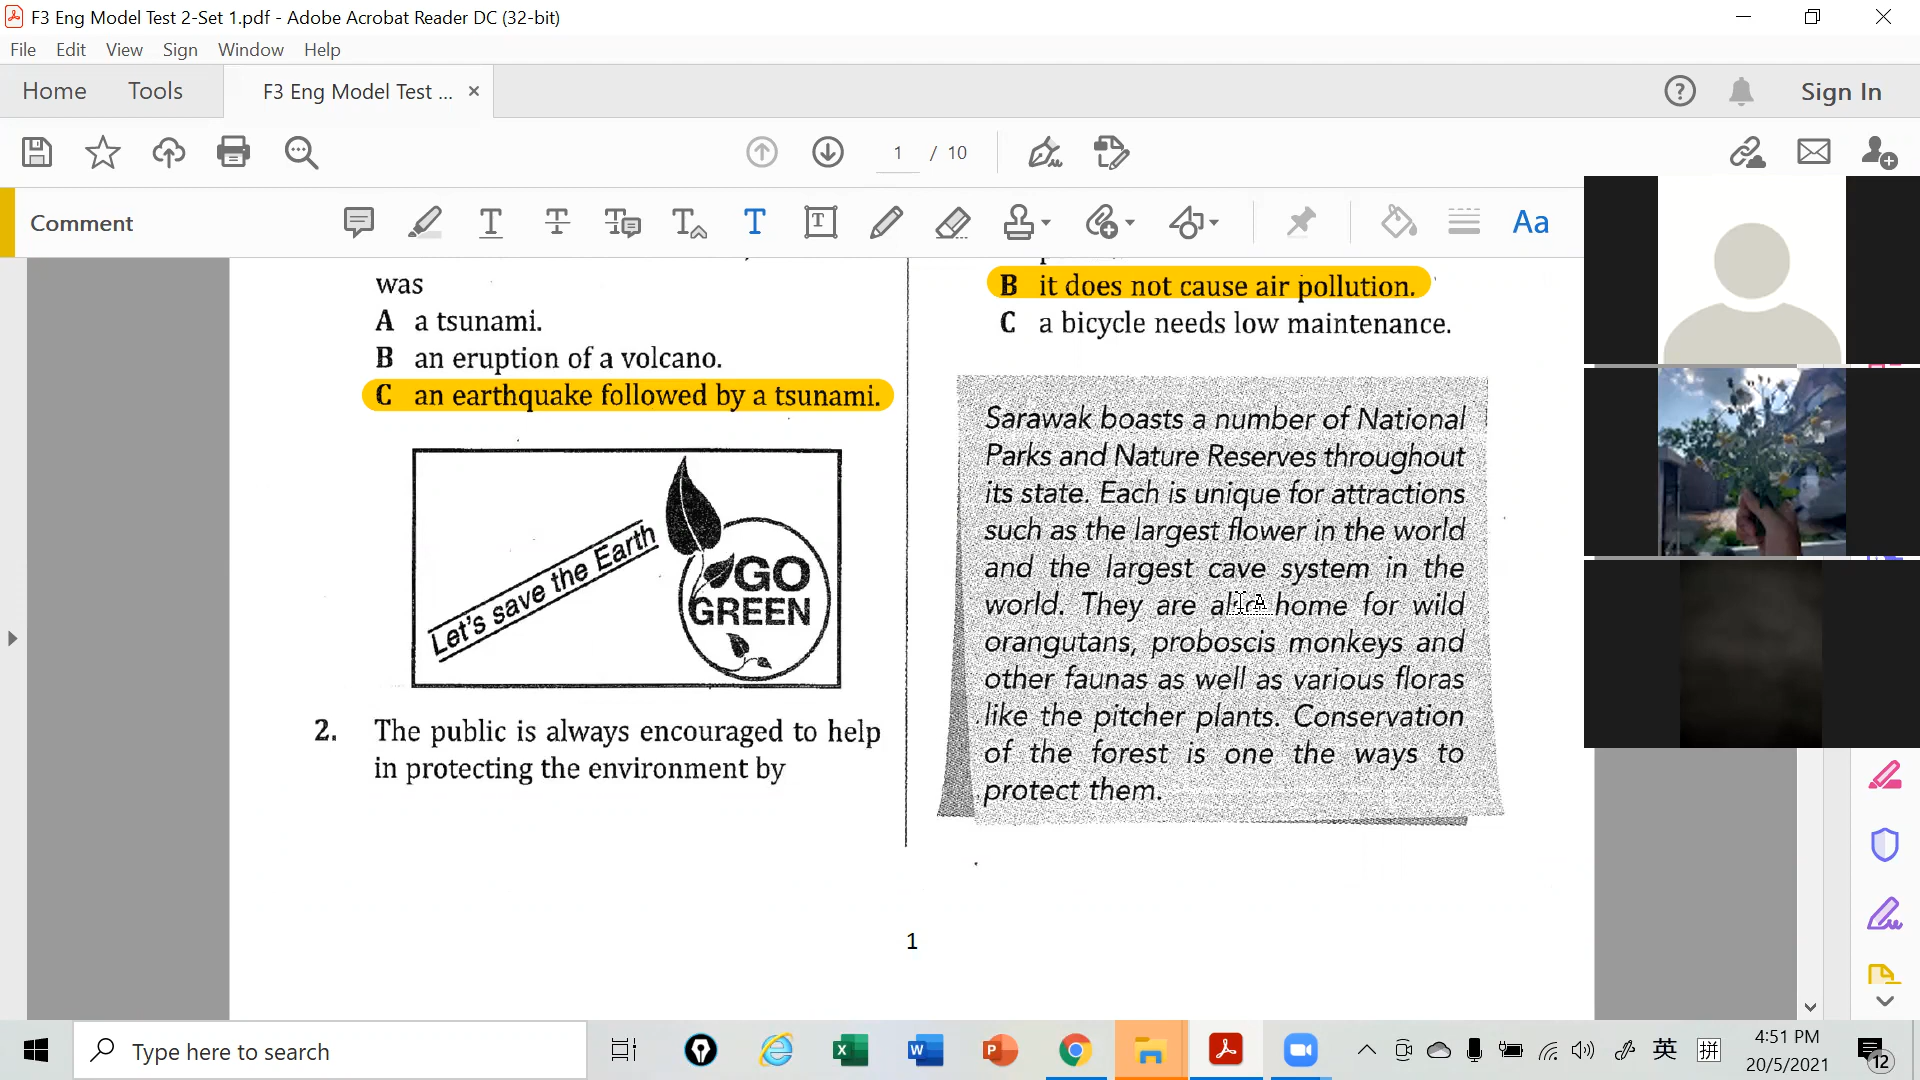 F3 Eng Model Test 2-Set 1.pdf - Adobe Acrobat Reader DC (32-bit)
File Edit View Sign Window Help
Home Tools F3 Eng Model Test ... × Sign In
1 / 10
Comment
Aa
was
A a tsunami.
B an eruption of a volcano.
C an earthquake followed by a tsunami.
Let's save the Earth
GO
GREEN
2. The public is always encouraged to help
in protecting the environment by
B it does not cause air pollution.
C a bicycle needs low maintenance.
Sarawak boasts a number of National
Parks and Nature Reserves throughout
its state. Each is unique for attractions
such as the largest flower in the world
and the largest cave system in the
world. They are home for wild
orangutans, proboscis monkeys and
other faunas as well as various floras
like the pitcher plants. Conservation
of the forest is one the ways to
protect them.
1
Type here to search
英 拼
4:51 PM
20/5/2021
12